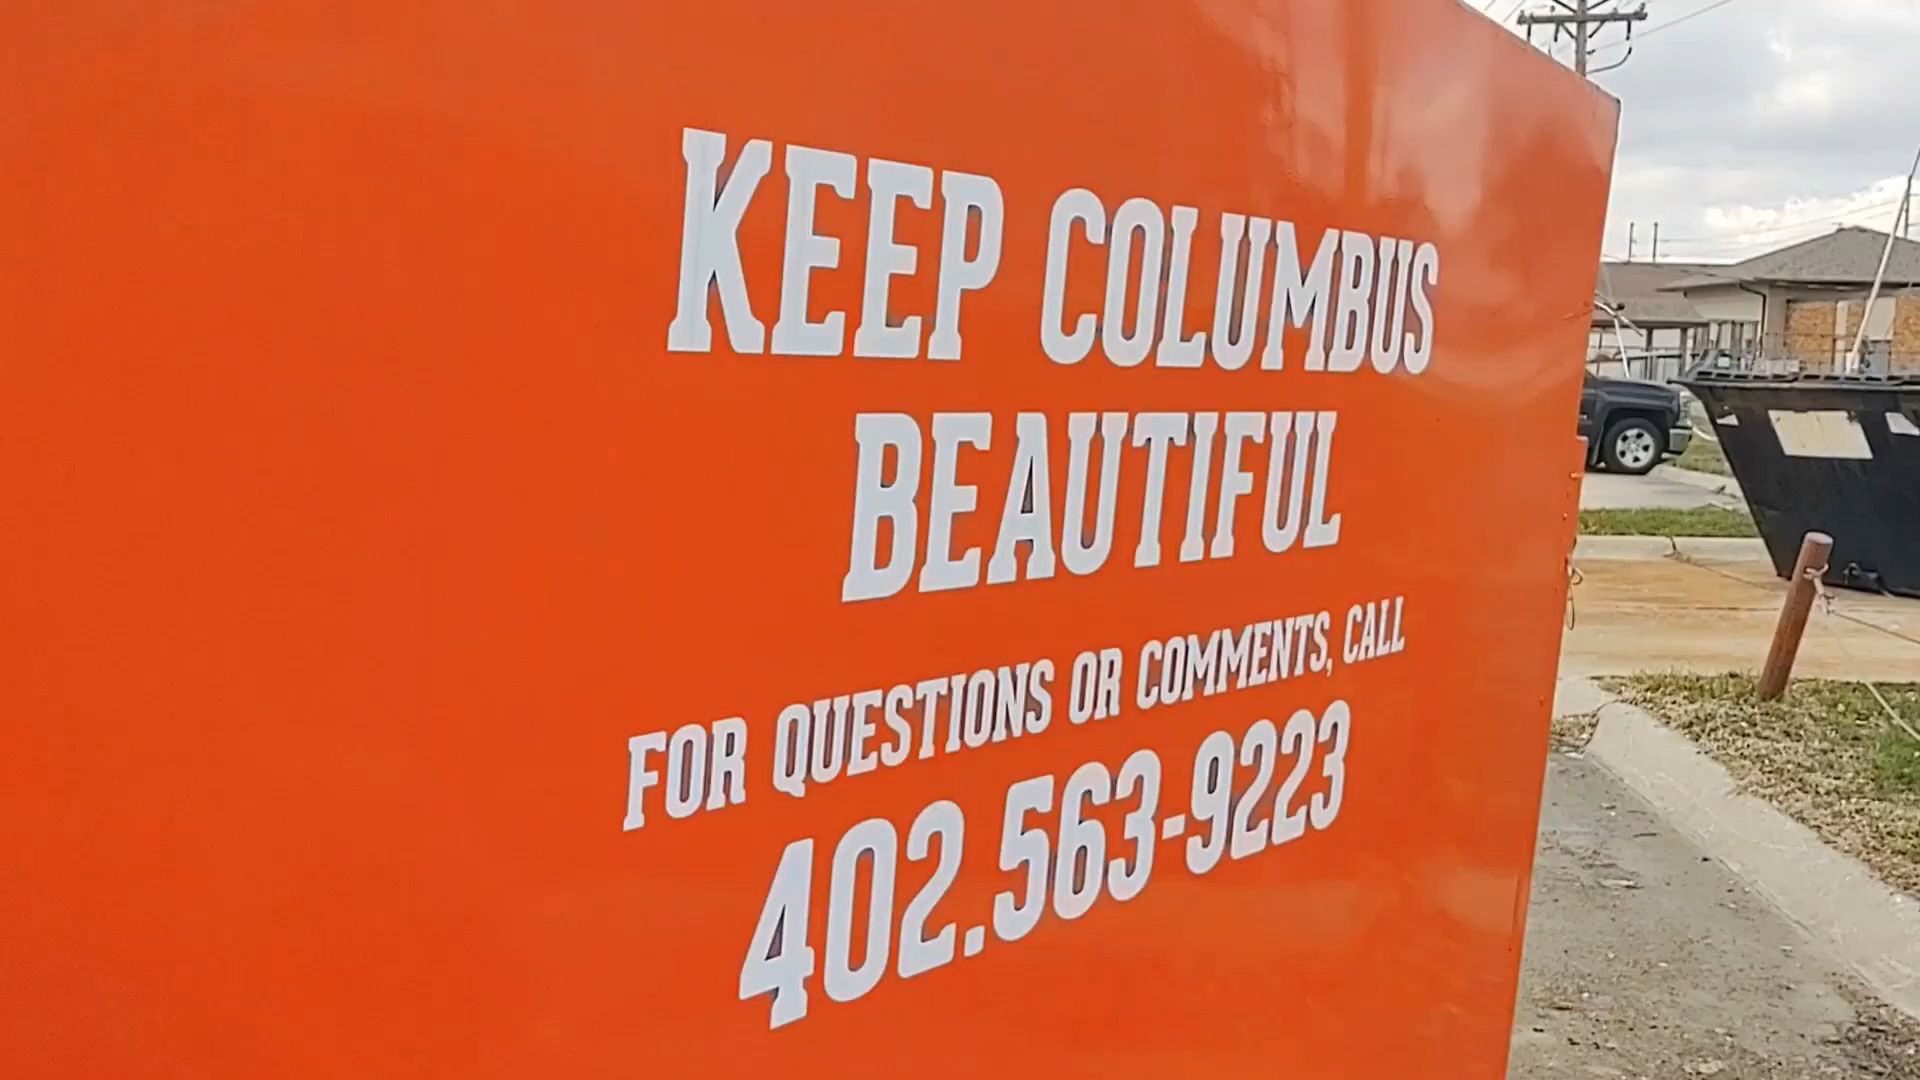 KEEP COLUMBUS
BEAUTIFUL
FOR QUESTIONS OR COMMENTS, CALL
402.563-9223